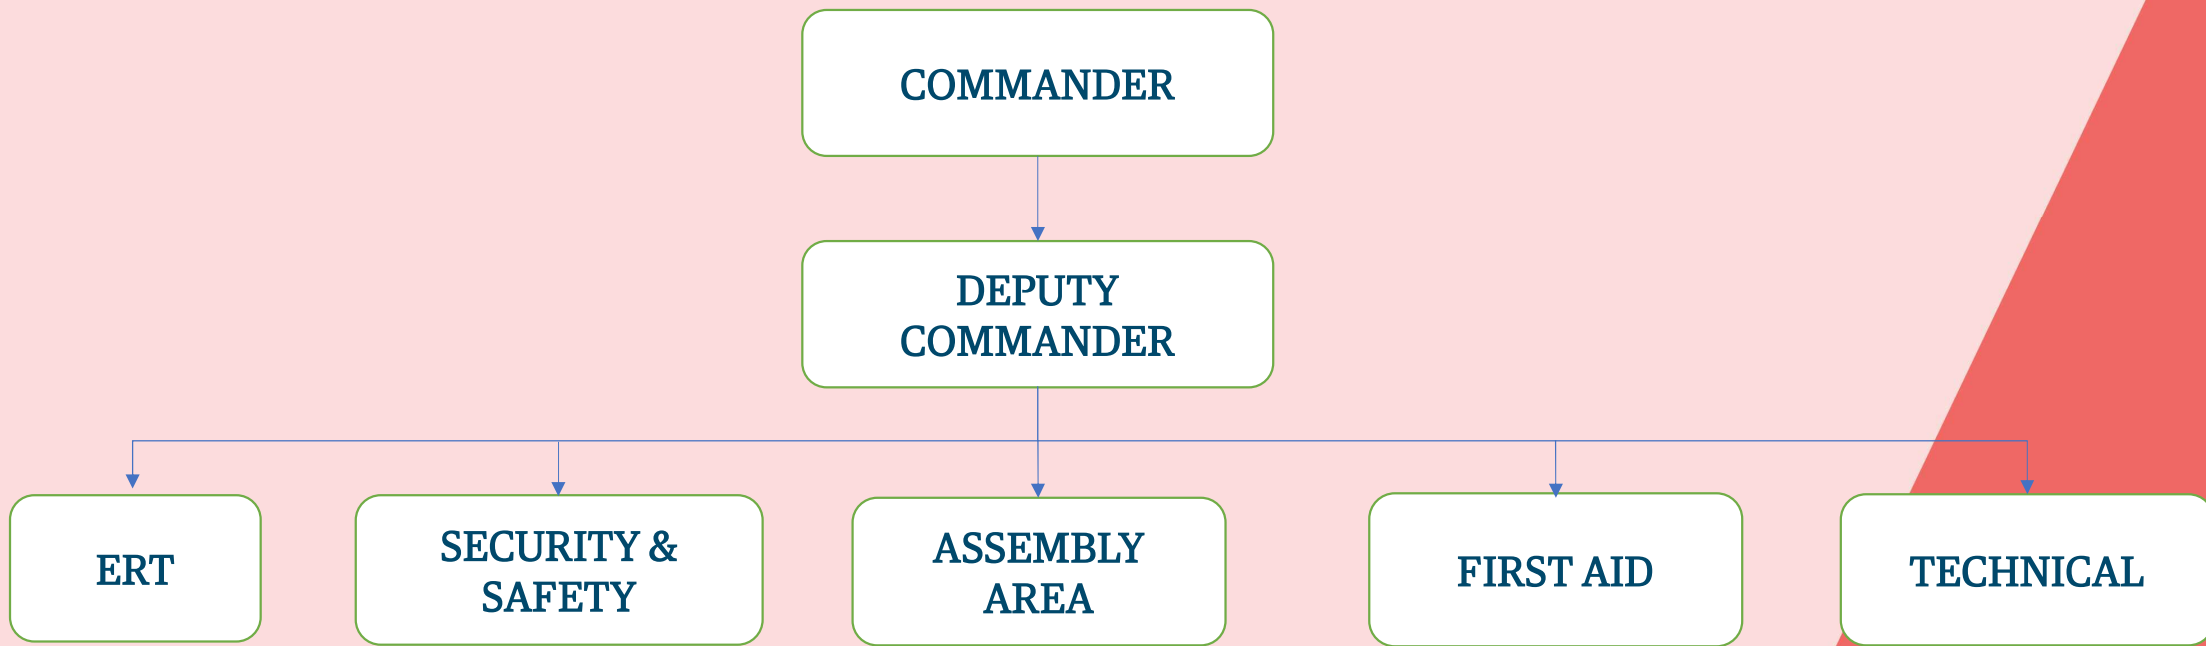 COMMANDER
DEPUTY
COMMANDER
ERT
SECURITY &
SAFETY
ASSEMBLY
AREA
FIRST AID
TECHNICAL